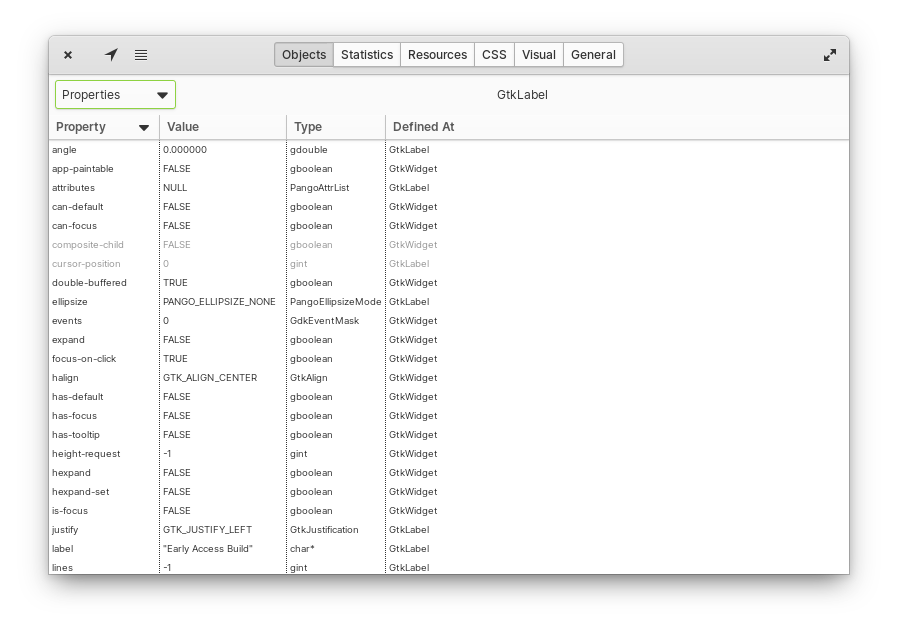 Objects Statistics Resources CSS Visual General
Properties GtkLabel
Property Value Type Defined At
angle 0.000000 gdouble GtkLabel
app-paintable FALSE gboolean GtkWidget
attributes NULL PangoAttrList GtkLabel
can-default FALSE gboolean GtkWidget
can-focus FALSE gboolean GtkWidget
composite-child FALSE gboolean GtkWidget
cursor-position 0 gint GtkLabel
double-buffered TRUE gboolean GtkWidget
ellipsize PANGO_ELLIPSIZE_NONE PangoEllipsizeMode GtkLabel
events 0 GdkEventMask GtkWidget
expand FALSE gboolean GtkWidget
focus-on-click TRUE gboolean GtkWidget
halign GTK_ALIGN_CENTER GtkAlign GtkWidget
has-default FALSE gboolean GtkWidget
has-focus FALSE gboolean GtkWidget
has-tooltip FALSE gboolean GtkWidget
height-request -1 gint GtkWidget
hexpand FALSE gboolean GtkWidget
hexpand-set FALSE gboolean GtkWidget
is-focus FALSE gboolean GtkWidget
justify GTK_JUSTIFY_LEFT GtkJustification GtkLabel
label "Early Access Build" char* GtkLabel
lines -1 gint GtkLabel